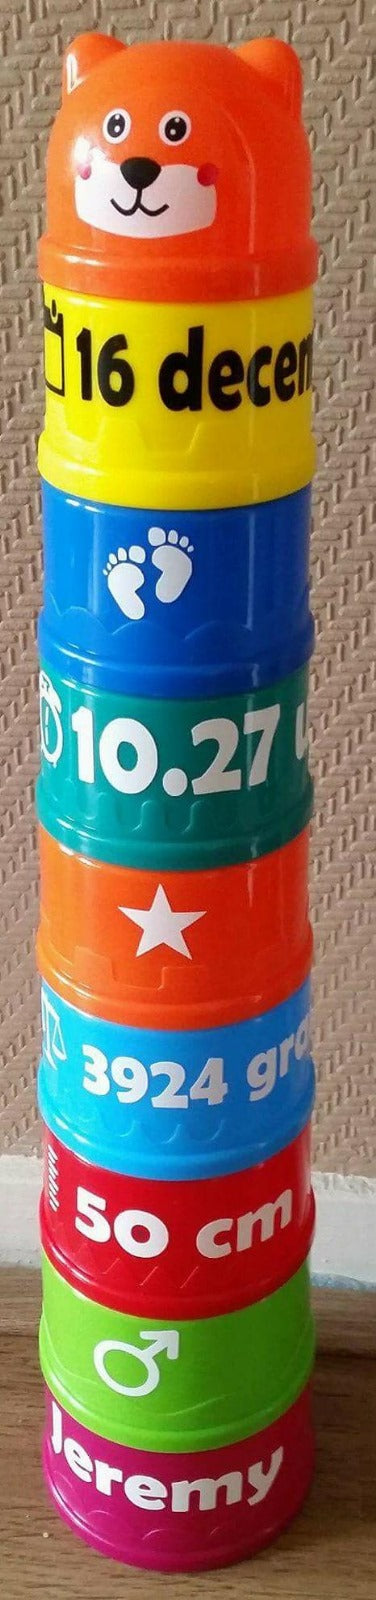 16 decem
10.27 u
3924 gra
50 cm
Jeremy